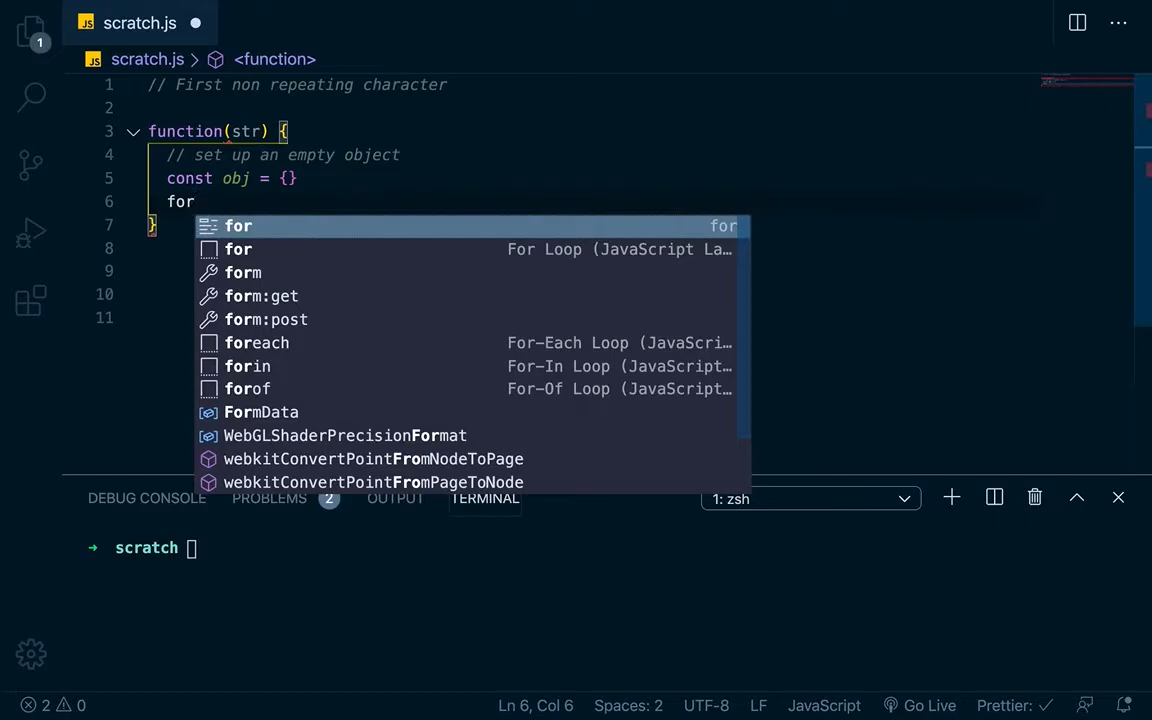 1
JS scratch.js
JS scratch.js > <function>
1 // First non repeating character
2
3 function(str) {
4 // set up an empty object
5 const obj = {}
6 for
7 }
8
9
10
11
for for
for For Loop (JavaScript La…
form
form:get
form:post
foreach For-Each Loop (JavaScri…
forin For-In Loop (JavaScript…
forof For-Of Loop (JavaScript…
FormData
WebGLShaderPrecisionFormat
webkitConvertPointFromNodeToPage
webkitConvertPointFromPageToNode
DEBUG CONSOLE PROBLEMS 2 OUTPUT TERMINAL 1: zsh
→ scratch
2 0 Ln 6, Col 6 Spaces: 2 UTF-8 LF JavaScript Go Live Prettier: ✓